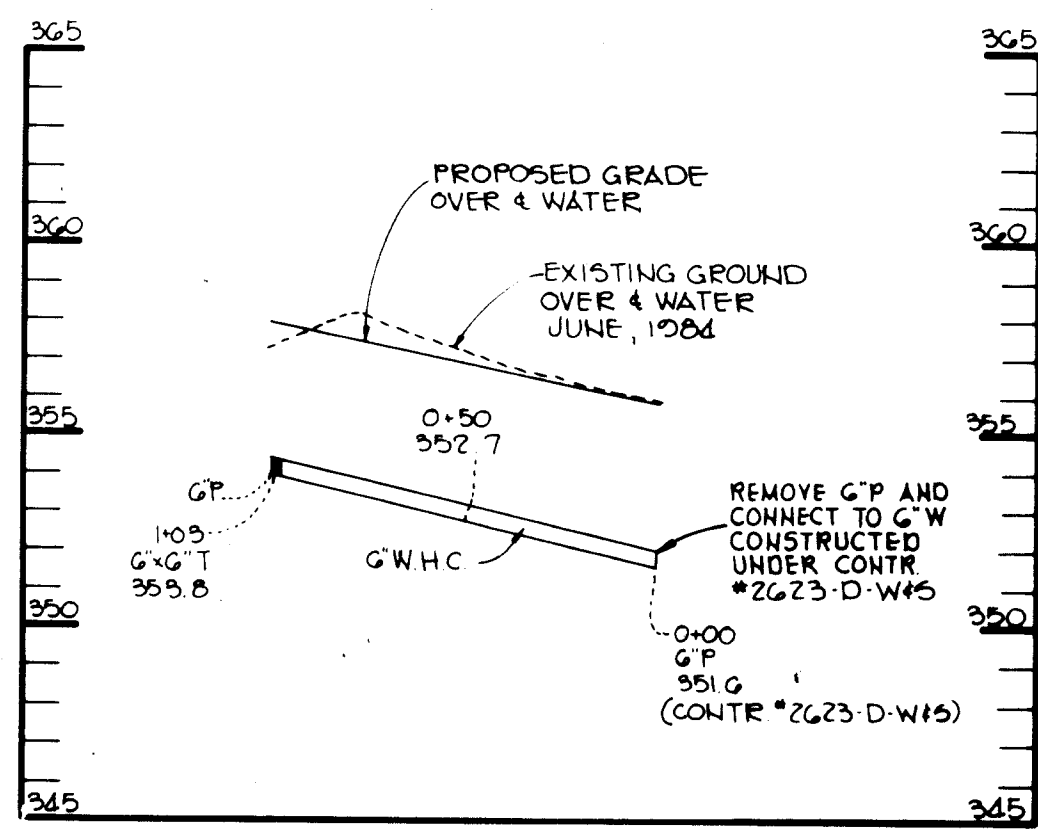 365
365
PROPOSED GRADE
OVER ⅊ WATER
360
360
EXISTING GROUND
OVER ⅊ WATER
JUNE, 1984
355
355
0+50
352.7
6"P
1+03
6"x6" T
353.8
6" W.H.C.
REMOVE 6"P AND
CONNECT TO 6"W
CONSTRUCTED
UNDER CONTR.
#2623-D-W&S
350
350
0+00
6"P
351.6
(CONTR. #2623-D-W&S)
345
345